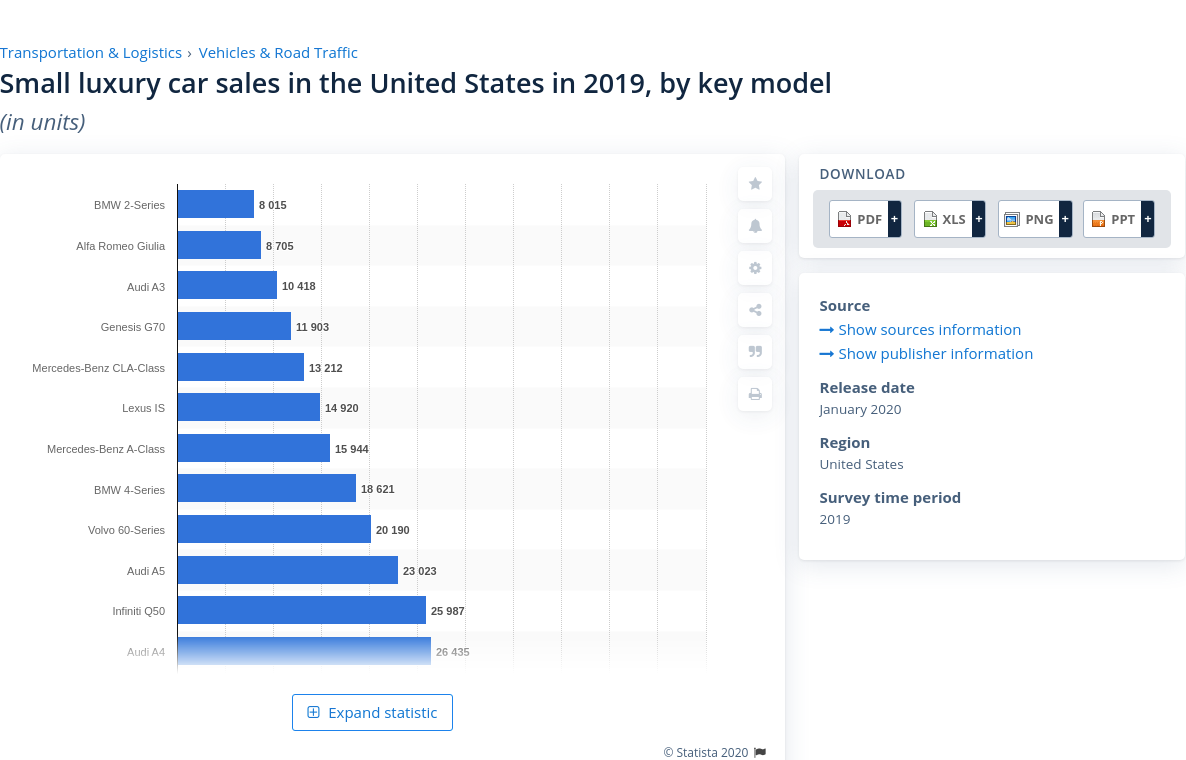 Transportation & Logistics › Vehicles & Road Traffic
Small luxury car sales in the United States in 2019, by key model
(in units)
BMW 2-Series 8 015
Alfa Romeo Giulia 8 705
Audi A3 10 418
Genesis G70 11 903
Mercedes-Benz CLA-Class 13 212
Lexus IS 14 920
Mercedes-Benz A-Class 15 944
BMW 4-Series 18 621
Volvo 60-Series 20 190
Audi A5 23 023
Infiniti Q50 25 987
Audi A4 26 435
Expand statistic
© Statista 2020
DOWNLOAD
PDF + XLS + PNG + PPT +
Source
Show sources information
Show publisher information
Release date
January 2020
Region
United States
Survey time period
2019